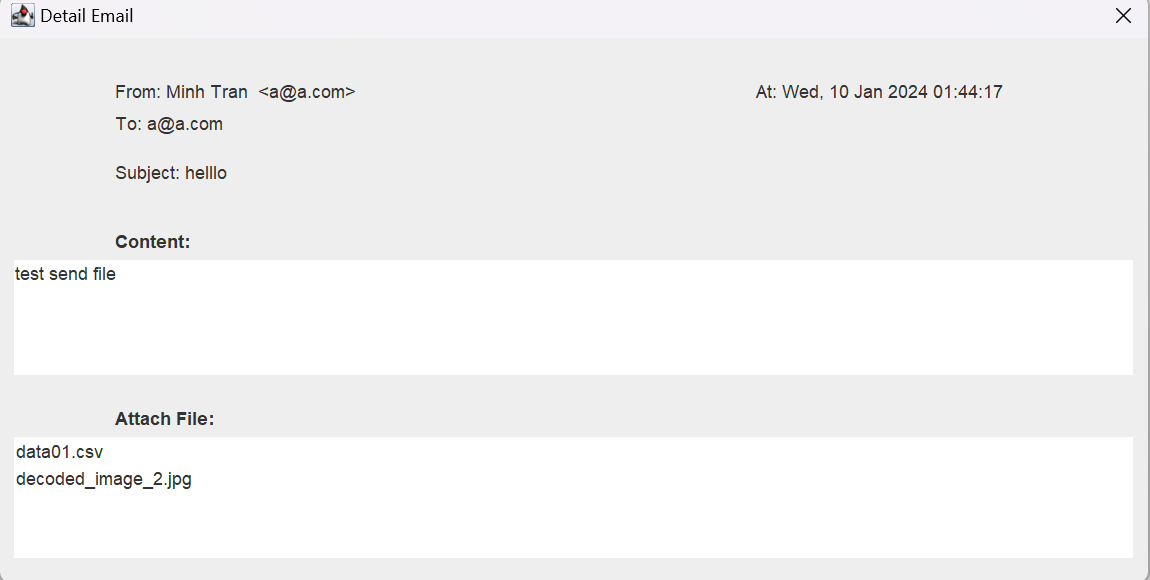 Detail Email
From: Minh Tran <a@a.com>
At: Wed, 10 Jan 2024 01:44:17
To: a@a.com
Subject: helllo
Content:
test send file
Attach File:
data01.csv
decoded_image_2.jpg